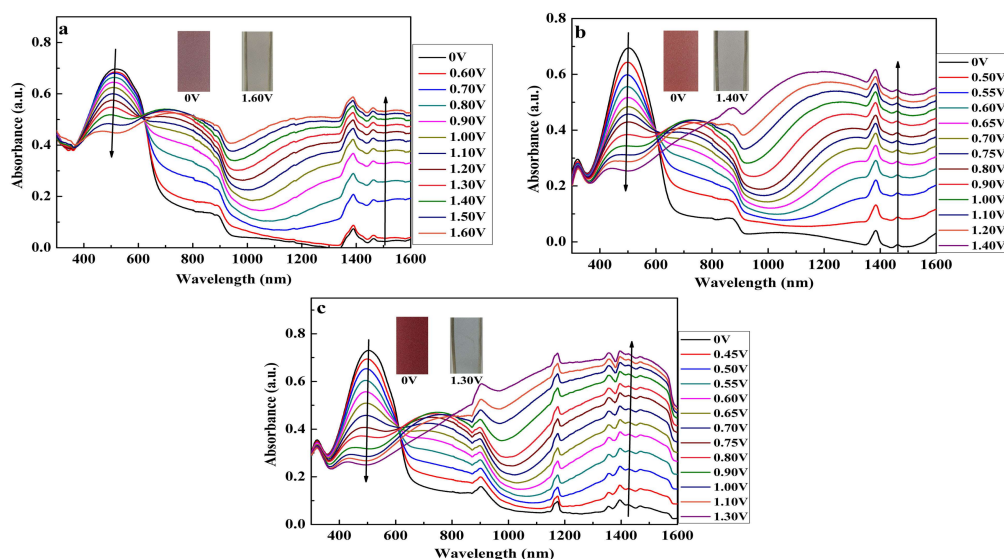 a
0.8
0.6
0.4
0.2
0.0
Absorbance (a.u.)
400 600 800 1000 1200 1400 1600
Wavelength (nm)
0V
1.60V
0V
0.60V
0.70V
0.80V
0.90V
1.00V
1.10V
1.20V
1.30V
1.40V
1.50V
1.60V
b
0.8
0.6
0.4
0.2
0.0
Absorbance (a.u.)
400 600 800 1000 1200 1400 1600
Wavelength (nm)
0V
1.40V
0V
0.50V
0.55V
0.60V
0.65V
0.70V
0.75V
0.80V
0.90V
1.00V
1.10V
1.20V
1.40V
c
0.8
0.6
0.4
0.2
0.0
Absorbance (a.u.)
400 600 800 1000 1200 1400 1600
Wavelength (nm)
0V
1.30V
0V
0.45V
0.50V
0.55V
0.60V
0.65V
0.70V
0.75V
0.80V
0.90V
1.00V
1.10V
1.30V